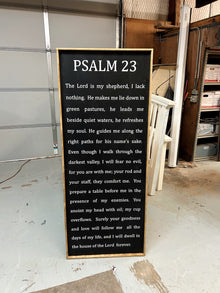 PSALM 23
The Lord is my shepherd, I lack
nothing. He makes me lie down in
green pastures, he leads me
beside quiet waters, he refreshes
my soul. He guides me along the
right paths for his name's sake.
Even though I walk through the
darkest valley, I will fear no evil,
for you are with me; your rod and
your staff, they comfort me. You
prepare a table before me in the
presence of my enemies. You
anoint my head with oil; my cup
overflows. Surely your goodness
and love will follow me all the
days of my life, and I will dwell in
the house of the Lord forever.